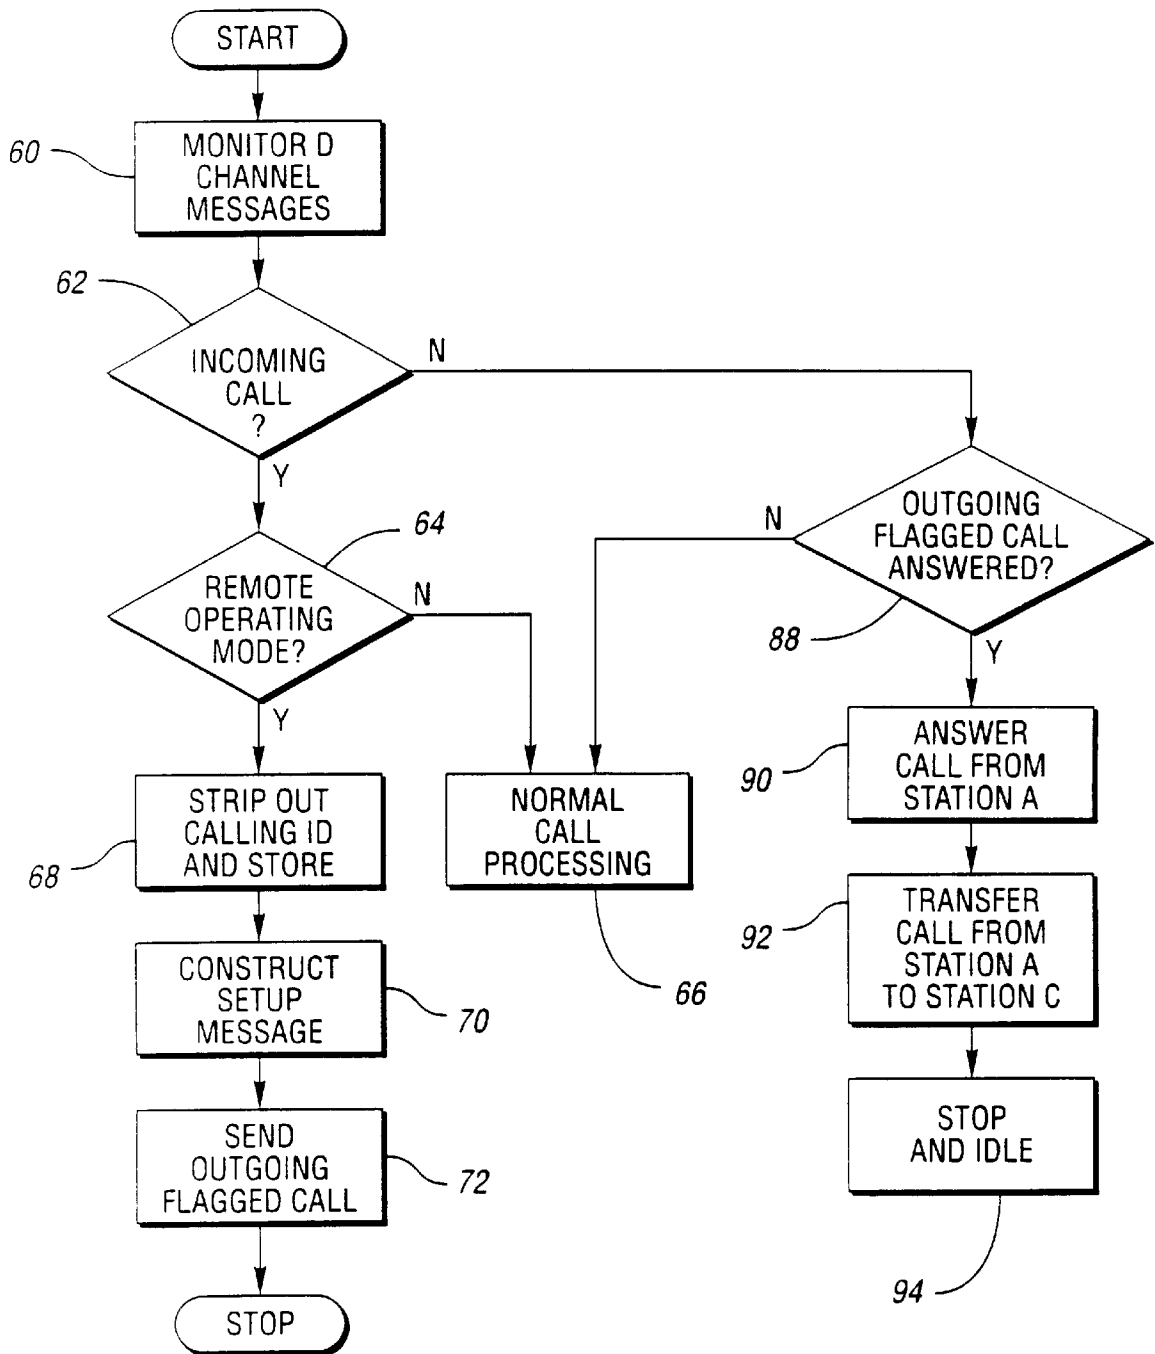 START
60
MONITOR D
CHANNEL
MESSAGES
62
INCOMING
CALL
?
N
Y
64
REMOTE
OPERATING
MODE?
N
Y
OUTGOING
FLAGGED CALL
ANSWERED?
N
88
Y
68
STRIP OUT
CALLING ID
AND STORE
NORMAL
CALL
PROCESSING
66
90
ANSWER
CALL FROM
STATION A
92
TRANSFER
CALL FROM
STATION A
TO STATION C
CONSTRUCT
SETUP
MESSAGE
70
SEND
OUTGOING
FLAGGED CALL
72
STOP
AND IDLE
94
STOP